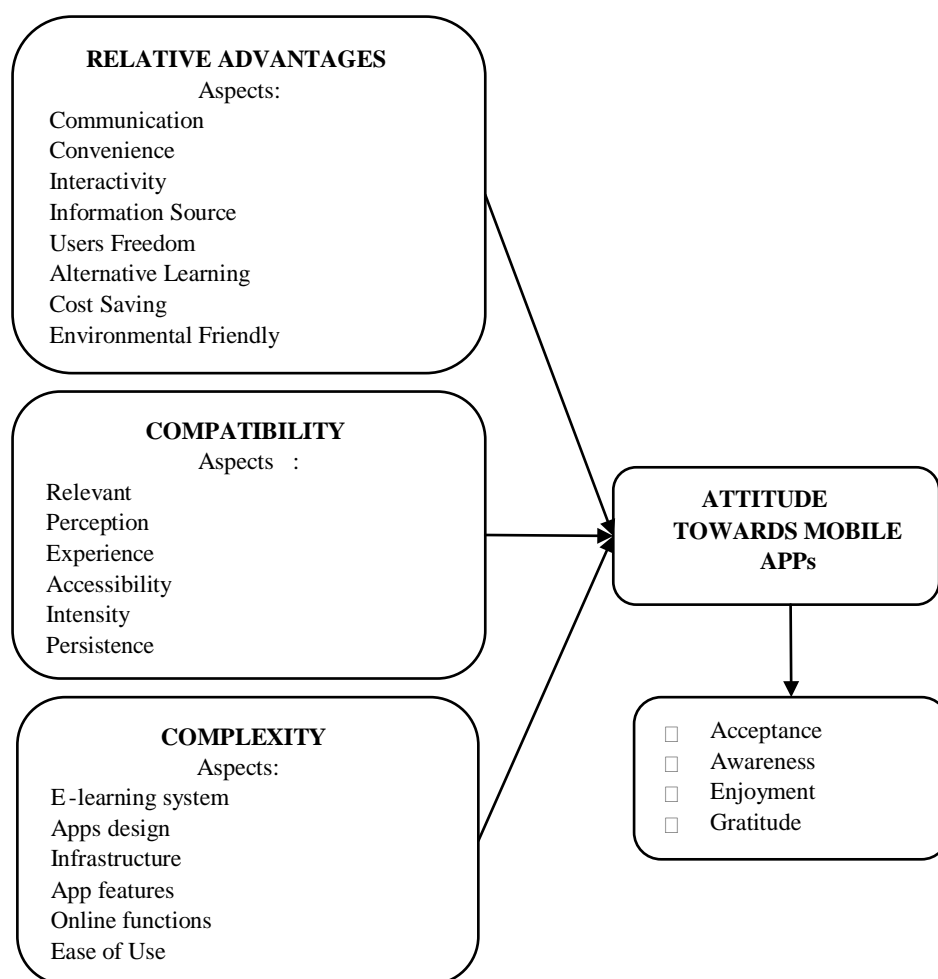 RELATIVE ADVANTAGES
Aspects:
Communication
Convenience
Interactivity
Information Source
Users Freedom
Alternative Learning
Cost Saving
Environmental Friendly
COMPATIBILITY
Aspects :
Relevant
Perception
Experience
Accessibility
Intensity
Persistence
COMPLEXITY
Aspects:
E-learning system
Apps design
Infrastructure
App features
Online functions
Ease of Use
ATTITUDE
TOWARDS MOBILE
APPs
Acceptance
Awareness
Enjoyment
Gratitude